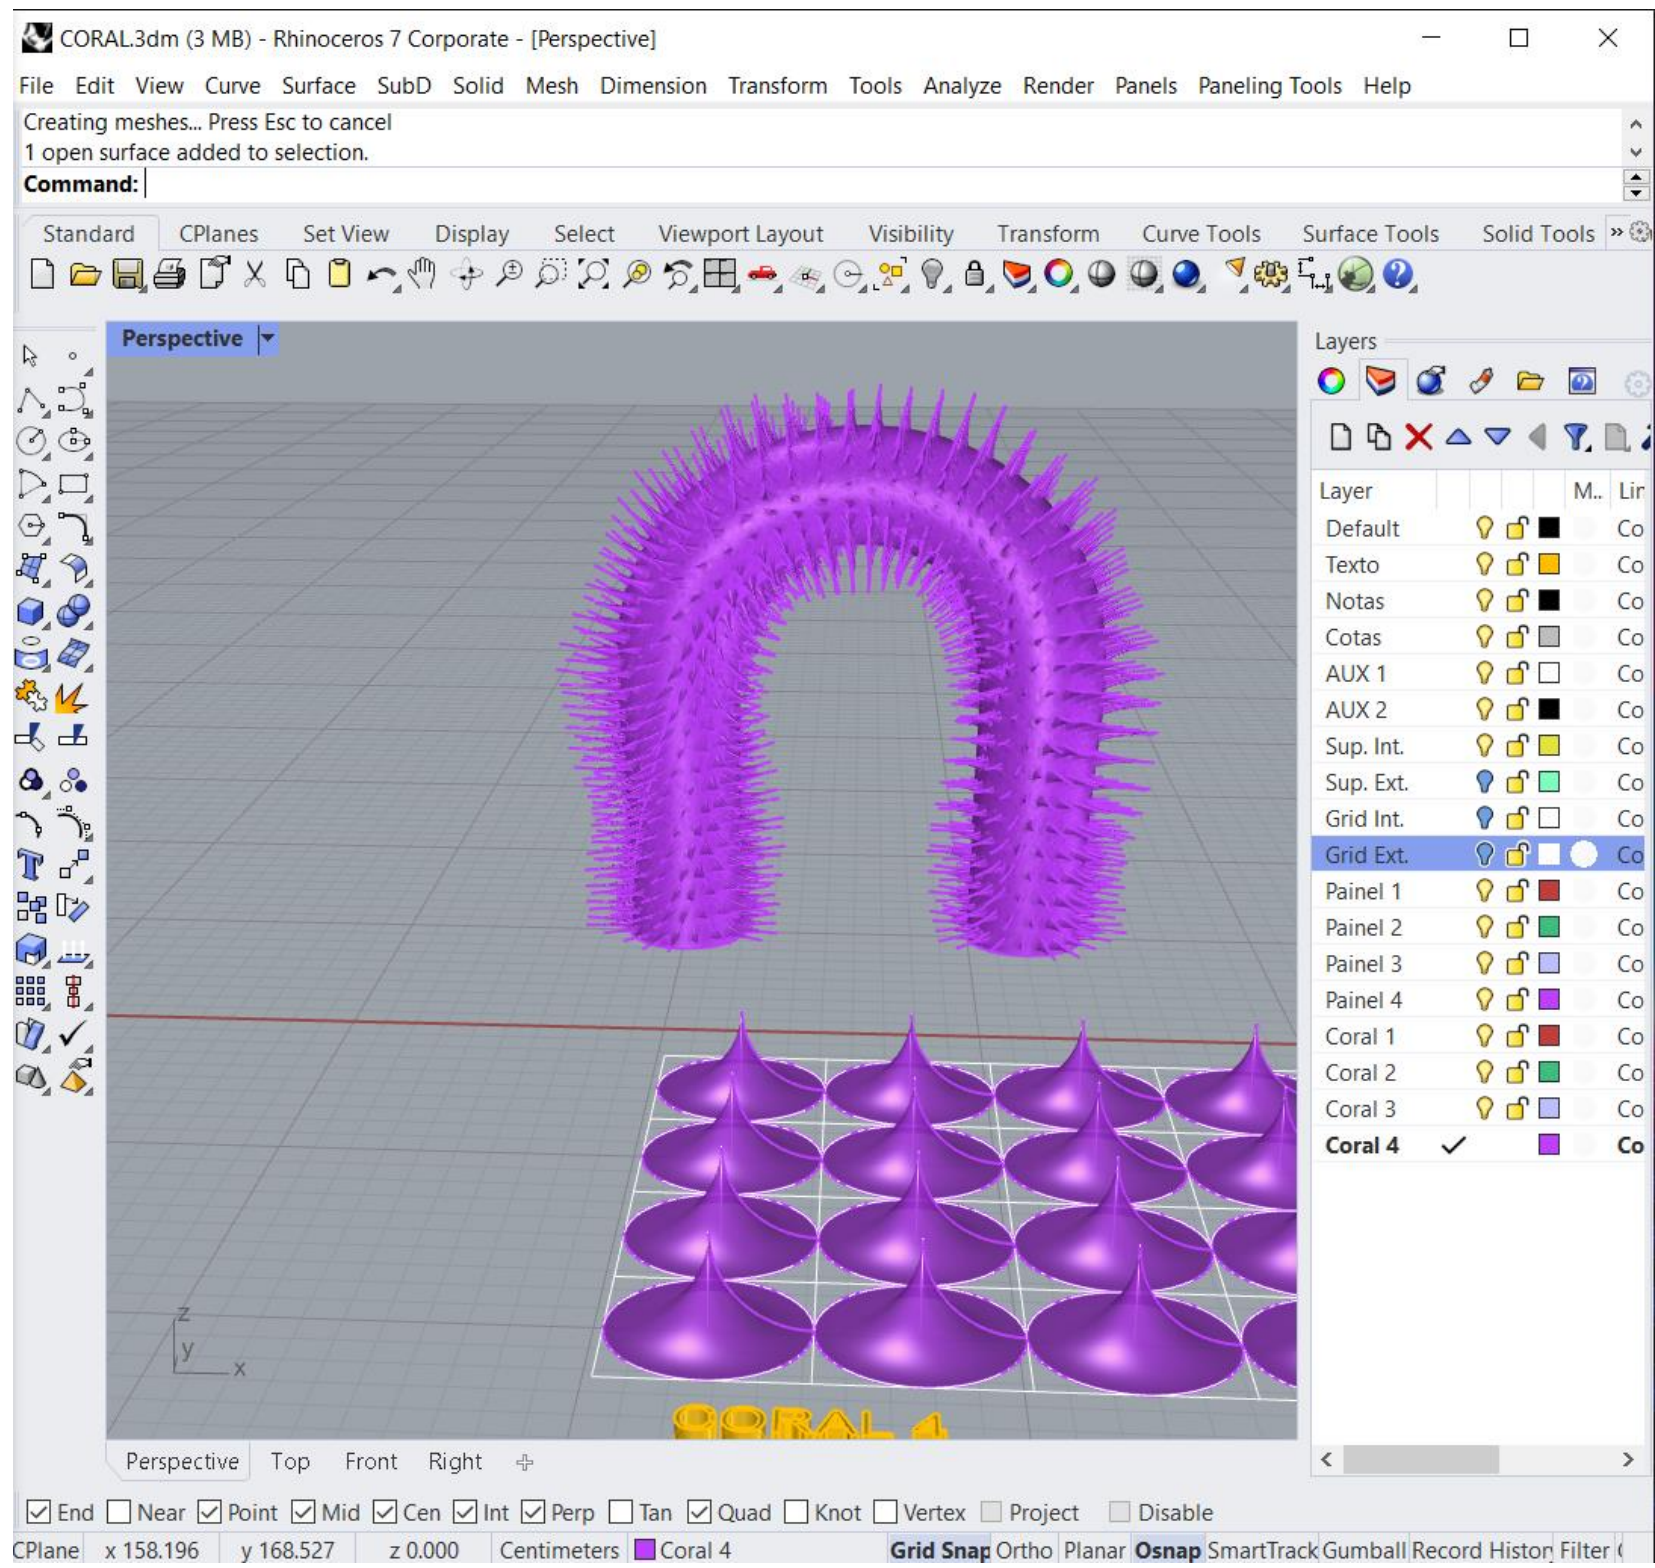 CORAL.3dm (3 MB) - Rhinoceros 7 Corporate - [Perspective]
File Edit View Curve Surface SubD Solid Mesh Dimension Transform Tools Analyze Render Panels Paneling Tools Help
Creating meshes... Press Esc to cancel
1 open surface added to selection.
Command:
Standard CPlanes Set View Display Select Viewport Layout Visibility Transform Curve Tools Surface Tools Solid Tools »
Perspective
Layers
Layer M.. Lin
Default Co
Texto Co
Notas Co
Cotas Co
AUX 1 Co
AUX 2 Co
Sup. Int. Co
Sup. Ext. Co
Grid Int. Co
Grid Ext. Co
Painel 1 Co
Painel 2 Co
Painel 3 Co
Painel 4 Co
Coral 1 Co
Coral 2 Co
Coral 3 Co
Coral 4 Co
z
y
x
CORAL 4
Perspective Top Front Right
End Near Point Mid Cen Int Perp Tan Quad Knot Vertex Project Disable
CPlane x 158.196 y 168.527 z 0.000 Centimeters Coral 4 Grid Snap Ortho Planar Osnap SmartTrack Gumball Record History Filter